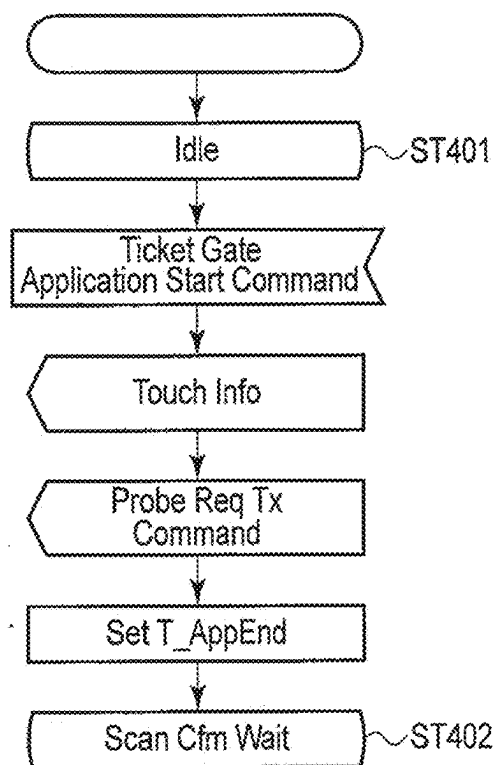 Idle
ST401
Ticket Gate
Application Start Command
Touch Info
Probe Req Tx
Command
Set T_AppEnd
Scan Cfm Wait
ST402